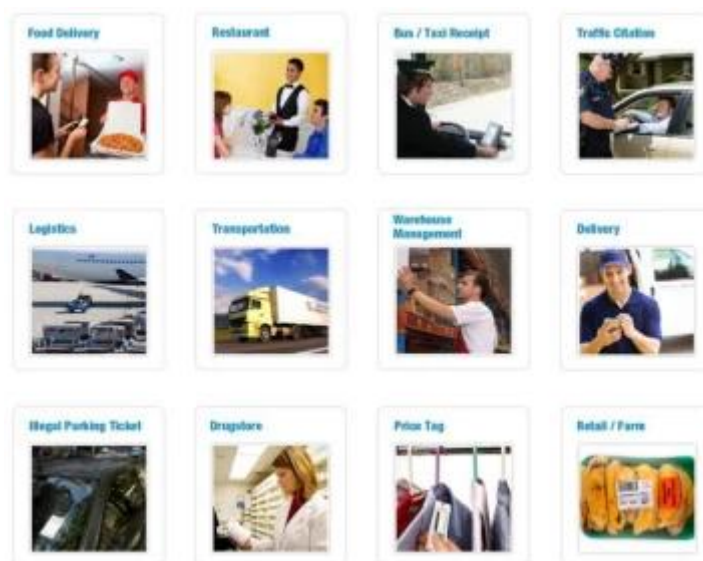 Food Delivery
Restaurant
Bus / Taxi Receipt
Traffic Citation
Logistics
Transportation
Warehouse
Management
Delivery
Illegal Parking Ticket
Drugstore
Price Tag
Retail / Farm